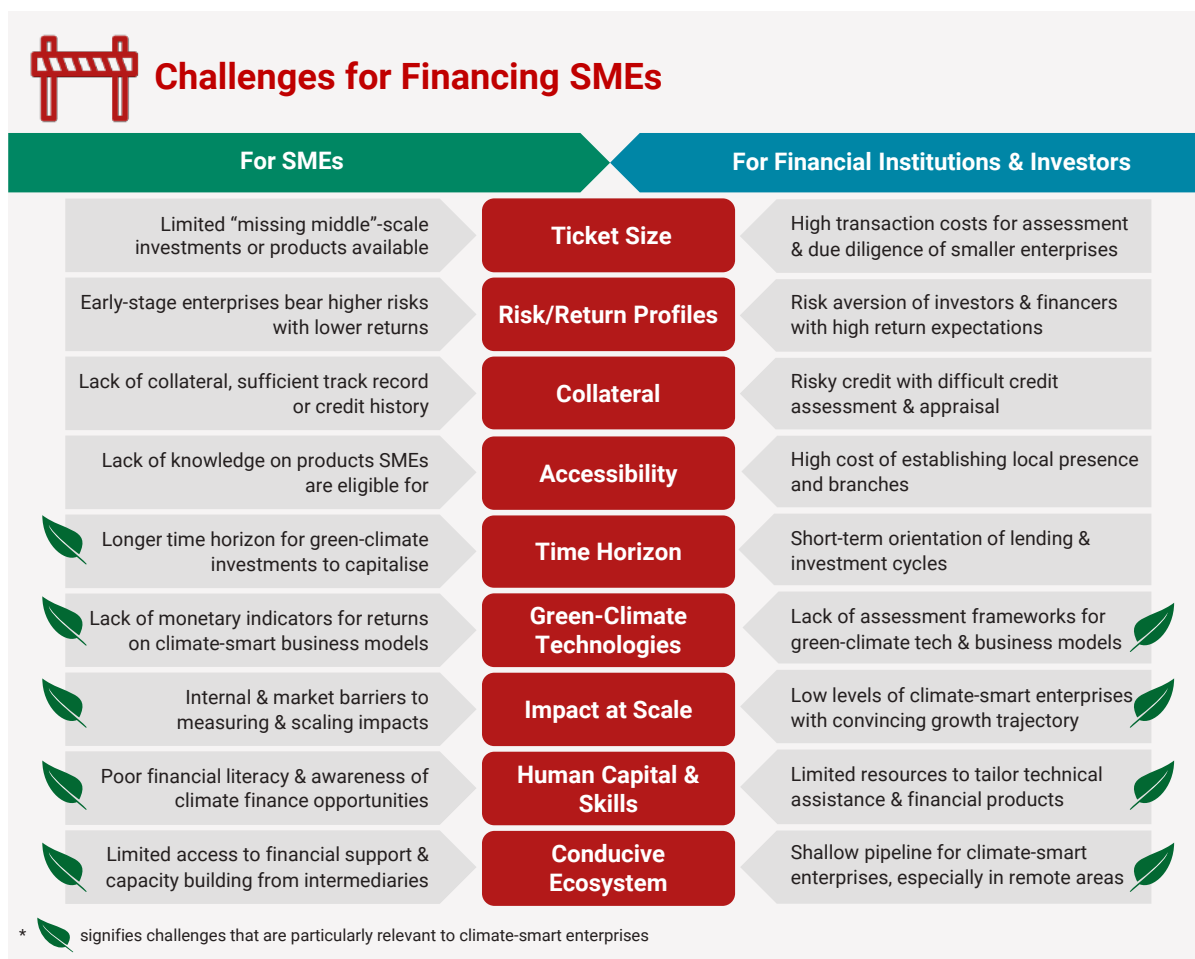 Challenges for Financing SMEs
For SMEs
For Financial Institutions & Investors
Limited “missing middle”-scale
investments or products available
Ticket Size
High transaction costs for assessment
& due diligence of smaller enterprises
Early-stage enterprises bear higher risks
with lower returns
Risk/Return Profiles
Risk aversion of investors & financers
with high return expectations
Lack of collateral, sufficient track record
or credit history
Collateral
Risky credit with difficult credit
assessment & appraisal
Lack of knowledge on products SMEs
are eligible for
Accessibility
High cost of establishing local presence
and branches
Longer time horizon for green-climate
investments to capitalise
Time Horizon
Short-term orientation of lending &
investment cycles
Lack of monetary indicators for returns
on climate-smart business models
Green-Climate
Technologies
Lack of assessment frameworks for
green-climate tech & business models
Internal & market barriers to
measuring & scaling impacts
Impact at Scale
Low levels of climate-smart enterprises
with convincing growth trajectory
Poor financial literacy & awareness of
climate finance opportunities
Human Capital &
Skills
Limited resources to tailor technical
assistance & financial products
Limited access to financial support &
capacity building from intermediaries
Conducive
Ecosystem
Shallow pipeline for climate-smart
enterprises, especially in remote areas
* signifies challenges that are particularly relevant to climate-smart enterprises